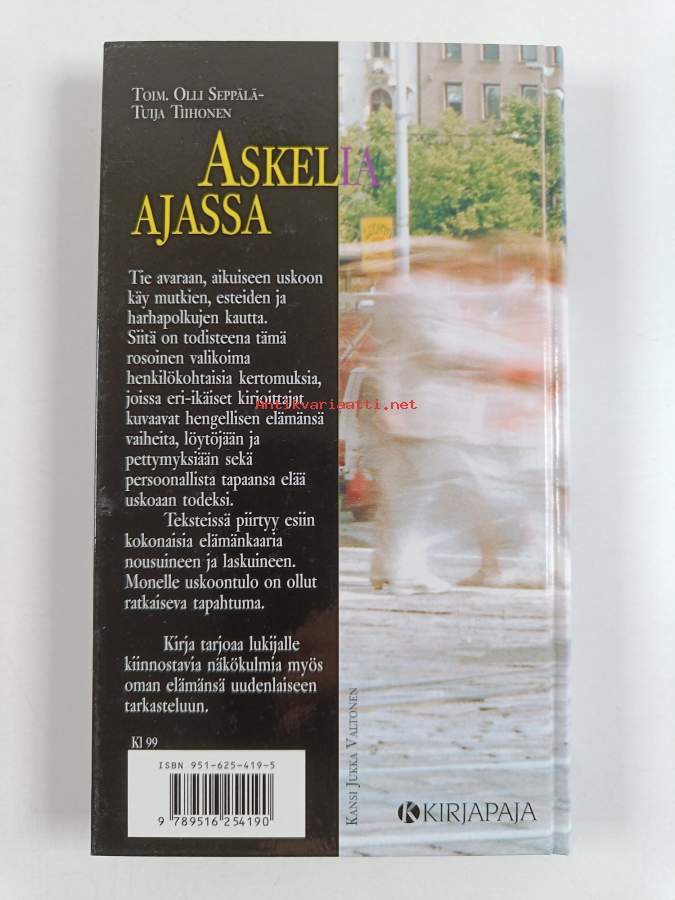 Toim. Olli Seppälä-
Tuija Tiihonen
Askelia
ajassa
Tie avaraan, aikuiseen uskoon
käy mutkien, esteiden ja
harhapolkujen kautta.
Siitä on todisteena tämä
rosoinen valikoima
henkilökohtaisia kertomuksia,
joissa eri-ikäiset kirjoittajat
Antikvariaatti.net
kuvaavat hengellisen elämänsä
vaiheita, löytöjään ja
pettymyksiään sekä
persoonallista tapaansa elää
uskoaan todeksi.
Teksteissä piirtyy esiin
kokonaisia elämänkaaria
nousuineen ja laskuineen.
Monelle uskoontulo on ollut
ratkaiseva tapahtuma.
Kirja tarjoaa lukijalle
kiinnostavia näkökulmia myös
oman elämänsä uudenlaiseen
tarkasteluun.
Kl 99
ISBN 951-625-419-5
9 789516 254190
Kansi Jukka Valtonen
KIRJAPAJA